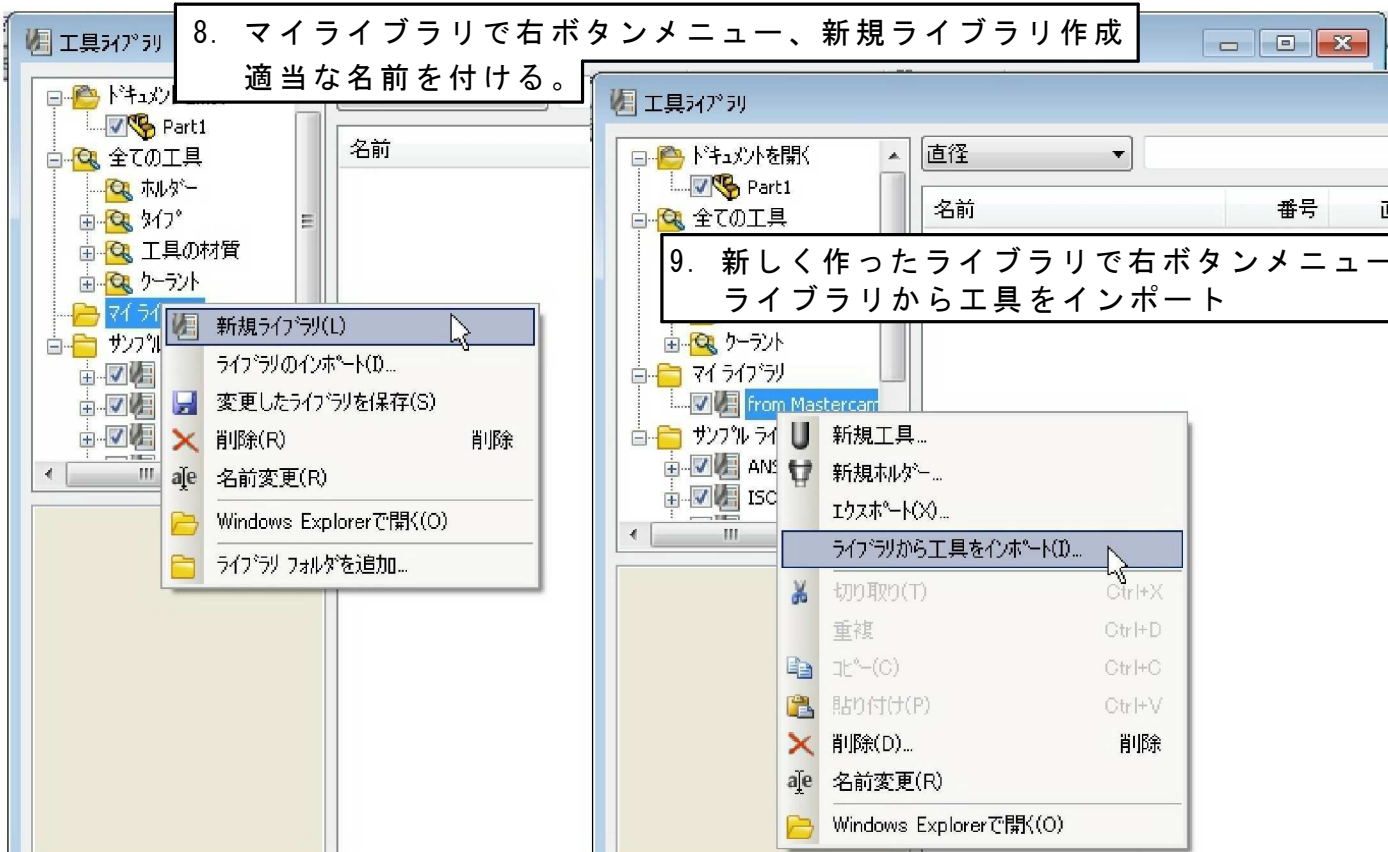 8. マイライブラリで右ボタンメニュー、新規ライブラリ作成
適当な名前を付ける。
工具ﾗｲﾌﾞﾗﾘ
Part1
全ての工具
ﾎﾙﾀﾞｰ
ﾀｲﾌﾟ
工具の材質
ｸｰﾗﾝﾄ
ﾏｲ
ｻﾝﾌﾟﾙ
名前
新規ﾗｲﾌﾞﾗﾘ(L)
ﾗｲﾌﾞﾗﾘのｲﾝﾎﾟｰﾄ(I)...
変更したﾗｲﾌﾞﾗﾘを保存(S)
削除(R) 削除
名前変更(R)
Windows Explorerで開く(O)
ﾗｲﾌﾞﾗﾘ ﾌｫﾙﾀﾞを追加...
工具ﾗｲﾌﾞﾗﾘ
ﾄﾞｷｭﾒﾝﾄを開く
Part1
全ての工具
直径
名前 番号
9. 新しく作ったライブラリで右ボタンメニュー
ライブラリから工具をインポート
ｸｰﾗﾝﾄ
ﾏｲ ﾗｲﾌﾞﾗﾘ
from Mastercam
ｻﾝﾌﾟﾙ ﾗｲ
ANS
ISO
新規工具...
新規ﾎﾙﾀﾞｰ...
ｴｸｽﾎﾟｰﾄ(X)...
ﾗｲﾌﾞﾗﾘから工具をｲﾝﾎﾟｰﾄ(I)...
切り取り(T) Ctrl+X
重複 Ctrl+D
ｺﾋﾟｰ(C) Ctrl+C
貼り付け(P) Ctrl+V
削除(D)... 削除
名前変更(R)
Windows Explorerで開く(O)